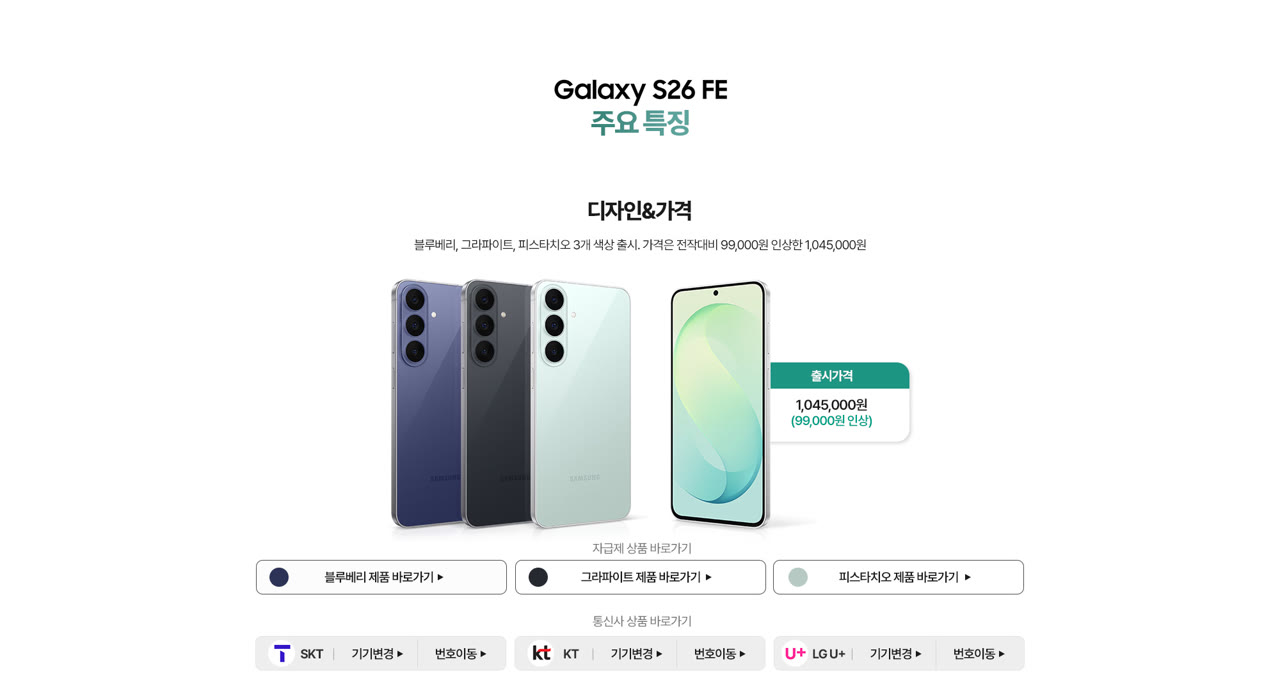 Galaxy S26 FE
주요 특징
디자인&가격
블루베리, 그라파이트, 피스타치오 3개 색상 출시. 가격은 전작대비 99,000원 인상한 1,045,000원
출시가격
1,045,000원
(99,000원 인상)
SAMSUNG SAMSUNG SAMSUNG
자급제 상품 바로가기
블루베리 제품 바로가기 ▶ 그라파이트 제품 바로가기 ▶ 피스타치오 제품 바로가기 ▶
통신사 상품 바로가기
T SKT | 기기변경 ▶ 번호이동 ▶ kt KT | 기기변경 ▶ 번호이동 ▶ U+ LG U+ | 기기변경 ▶ 번호이동 ▶